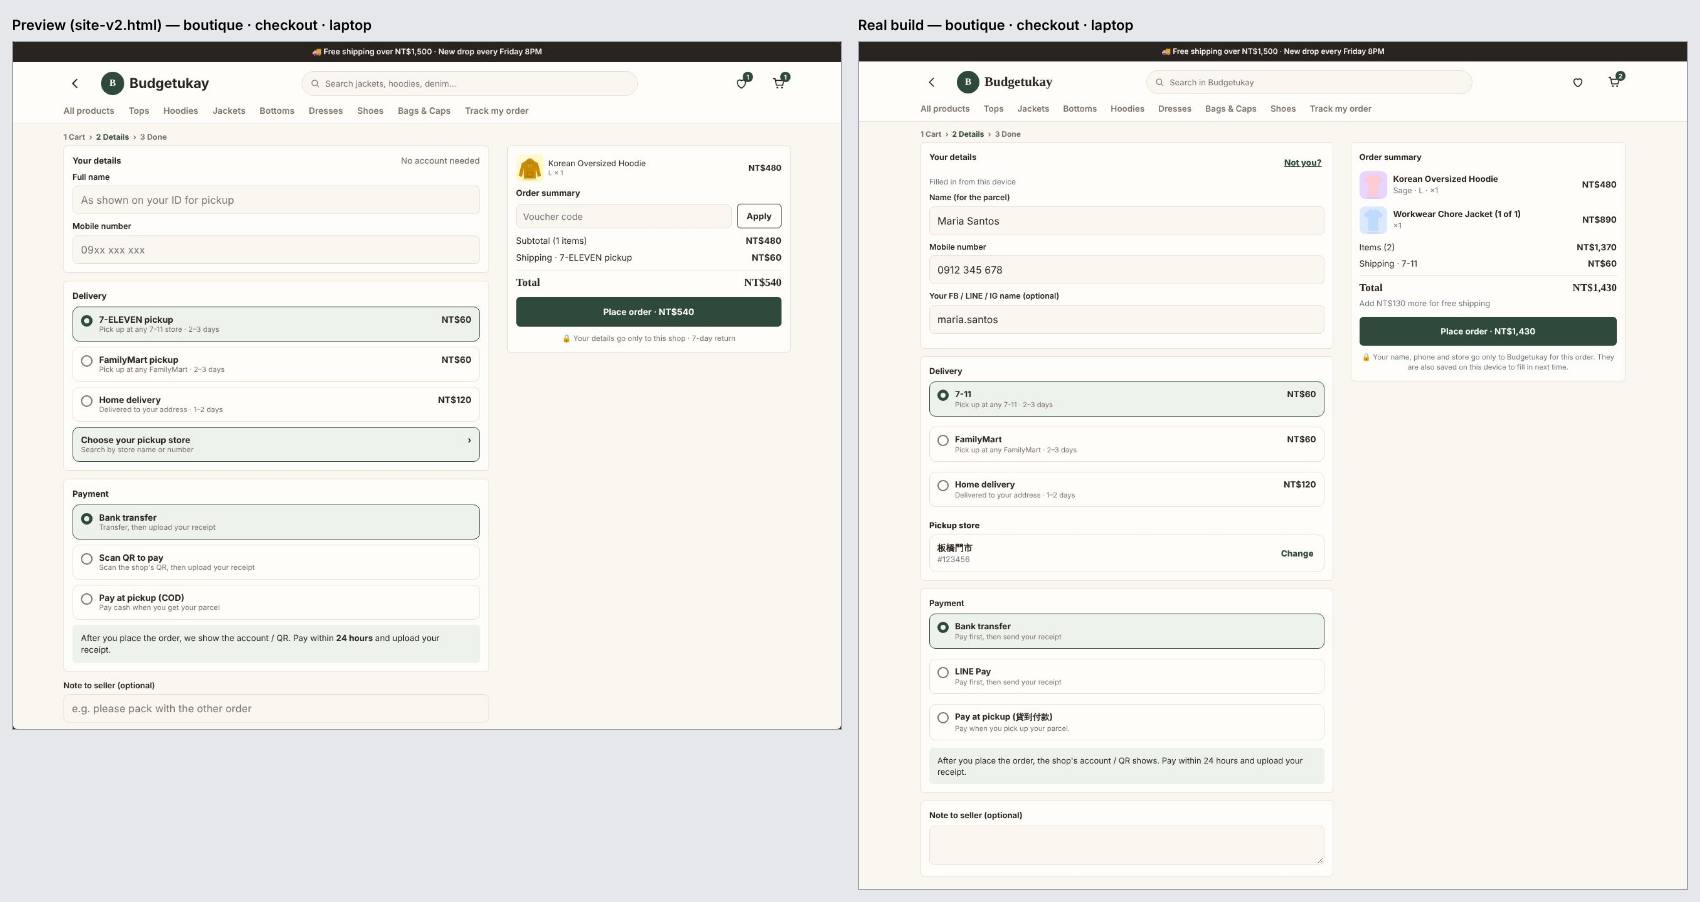 Preview (site-v2.html) — boutique · checkout · laptop
🚚 Free shipping over NT$1,500 · New drop every Friday 8PM
B Budgetukay
Search jackets, hoodies, denim...
1
1
All products Tops Hoodies Jackets Bottoms Dresses Shoes Bags & Caps Track my order
1 Cart › 2 Details › 3 Done
Your details No account needed
Full name
As shown on your ID for pickup
Mobile number
09xx xxx xxx
Delivery
7-ELEVEN pickup NT$60
Pick up at any 7-11 store · 2–3 days
FamilyMart pickup NT$60
Pick up at any FamilyMart · 2–3 days
Home delivery NT$120
Delivered to your address · 1–2 days
Choose your pickup store ›
Search by store name or number
Payment
Bank transfer
Transfer, then upload your receipt
Scan QR to pay
Scan the shop's QR, then upload your receipt
Pay at pickup (COD)
Pay cash when you get your parcel
After you place the order, we show the account / QR. Pay within 24 hours and upload your
receipt.
Note to seller (optional)
e.g. please pack with the other order
Korean Oversized Hoodie NT$480
L × 1
Order summary
Voucher code Apply
Subtotal (1 items) NT$480
Shipping · 7-ELEVEN pickup NT$60
Total NT$540
Place order · NT$540
🔒 Your details go only to this shop · 7-day return
Real build — boutique · checkout · laptop
🚚 Free shipping over NT$1,500 · New drop every Friday 8PM
B Budgetukay
Search in Budgetukay
2
All products Tops Jackets Bottoms Hoodies Dresses Bags & Caps Shoes Track my order
1 Cart › 2 Details › 3 Done
Your details Not you?
Filled in from this device
Name (for the parcel)
Maria Santos
Mobile number
0912 345 678
Your FB / LINE / IG name (optional)
maria.santos
Delivery
7-11 NT$60
Pick up at any 7-11 · 2–3 days
FamilyMart NT$60
Pick up at any FamilyMart · 2–3 days
Home delivery NT$120
Delivered to your address · 1–2 days
Pickup store
板橋門市
#123456
Change
Payment
Bank transfer
Pay first, then send your receipt
LINE Pay
Pay first, then send your receipt
Pay at pickup (貨到付款)
Pay when you pick up your parcel.
After you place the order, the shop's account / QR shows. Pay within 24 hours and upload your
receipt.
Note to seller (optional)
Order summary
Korean Oversized Hoodie NT$480
Sage · L · ×1
Workwear Chore Jacket (1 of 1) NT$890
×1
Items (2) NT$1,370
Shipping · 7-11 NT$60
Total NT$1,430
Add NT$130 more for free shipping
Place order · NT$1,430
🔒 Your name, phone and store go only to Budgetukay for this order. They
are also saved on this device to fill in next time.